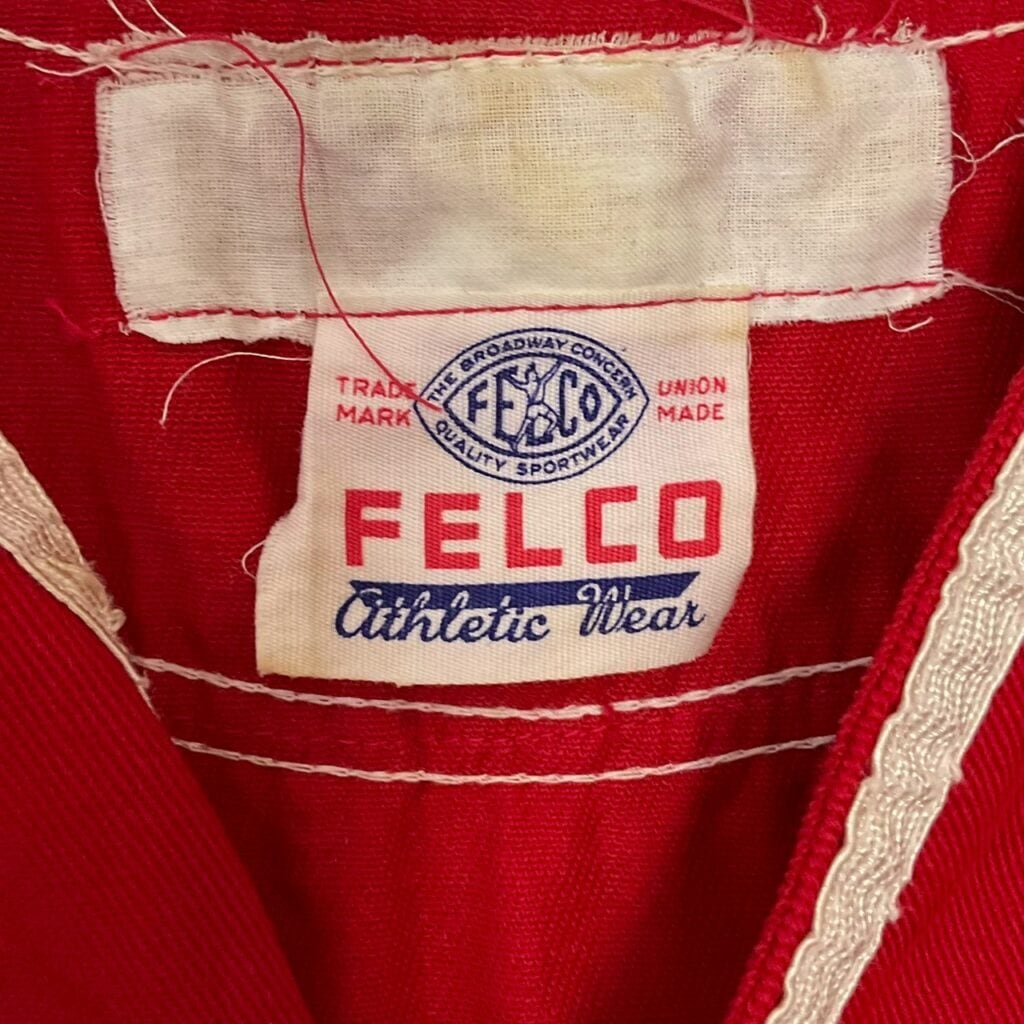 THE BROADWAY CONCERN
FELCO
QUALITY SPORTWEAR
TRADE
MARK
UNION
MADE
FELCO
Athletic Wear